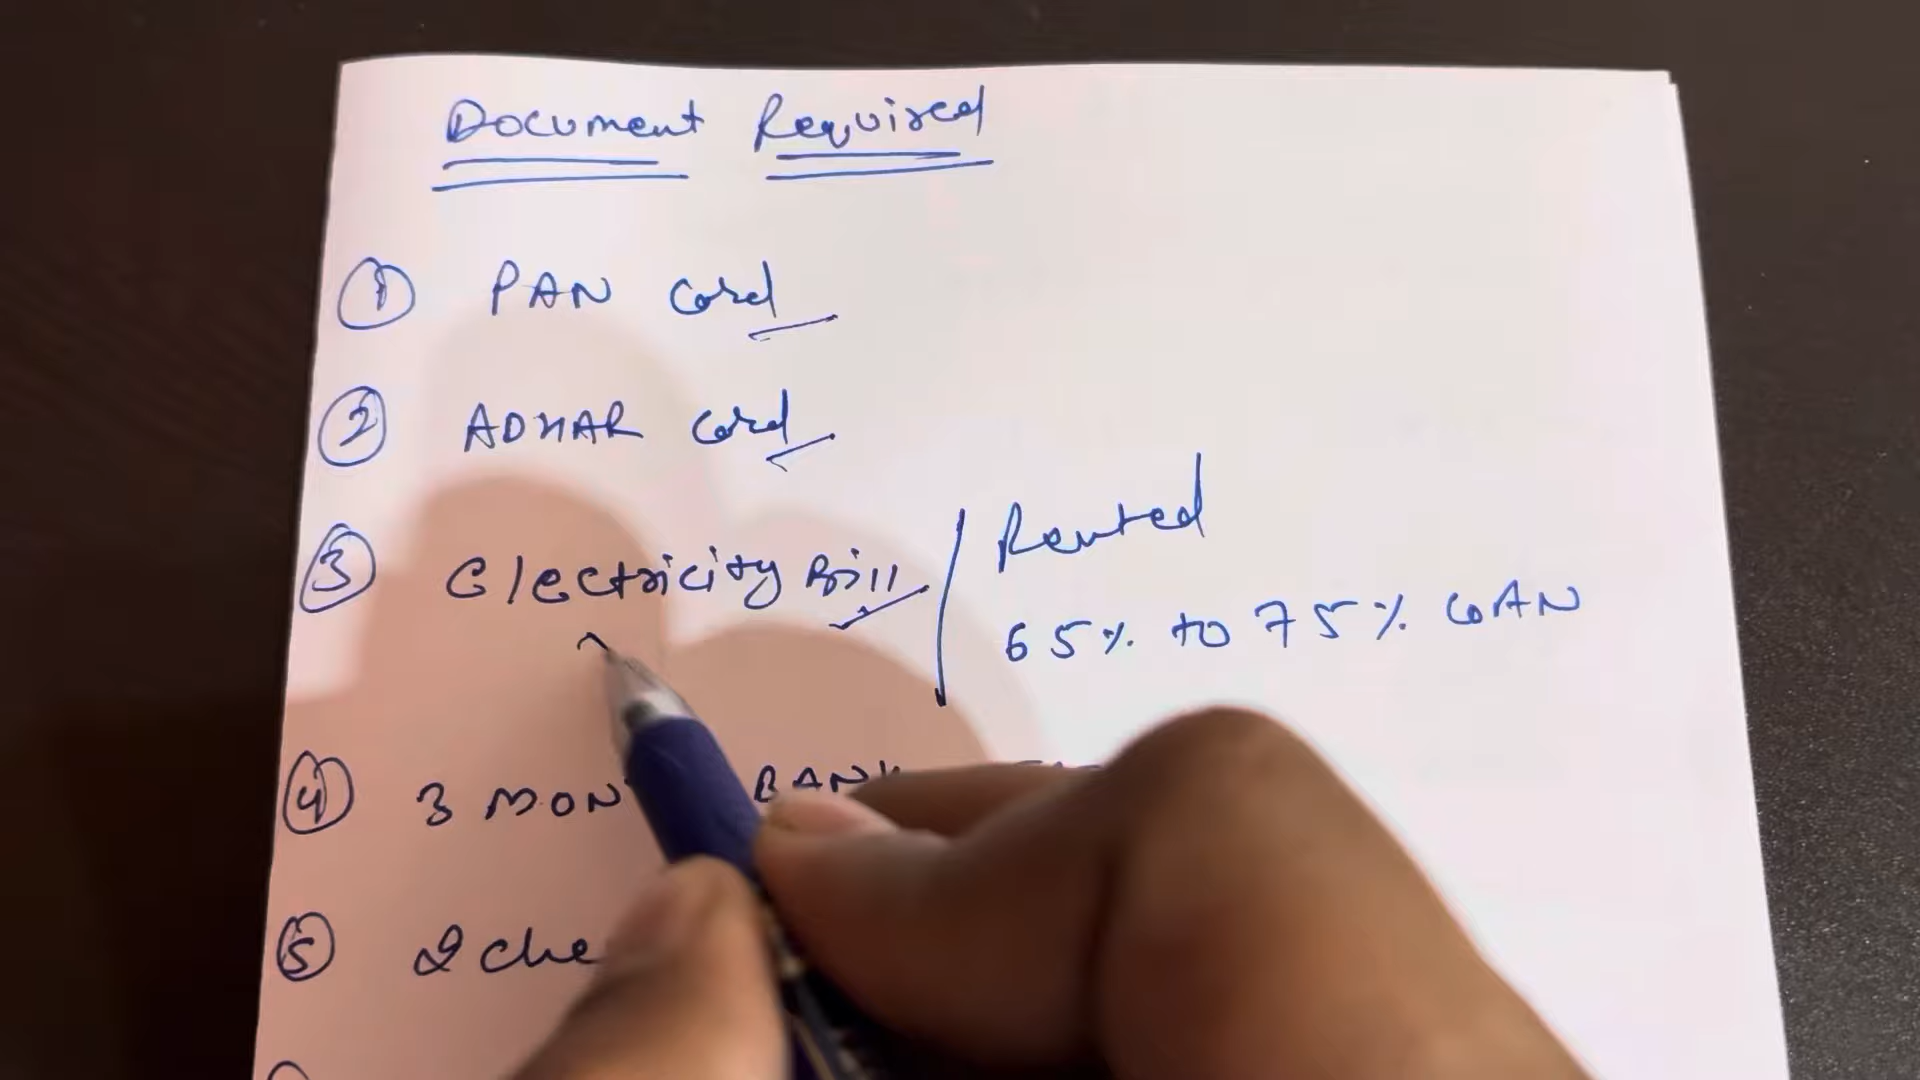 Document Required
① PAN Card
② ADHAR Card
③ Electricity Bill / Rented
65% to 75% LOAN
④ 3 MON BANK
⑤ 2 Che